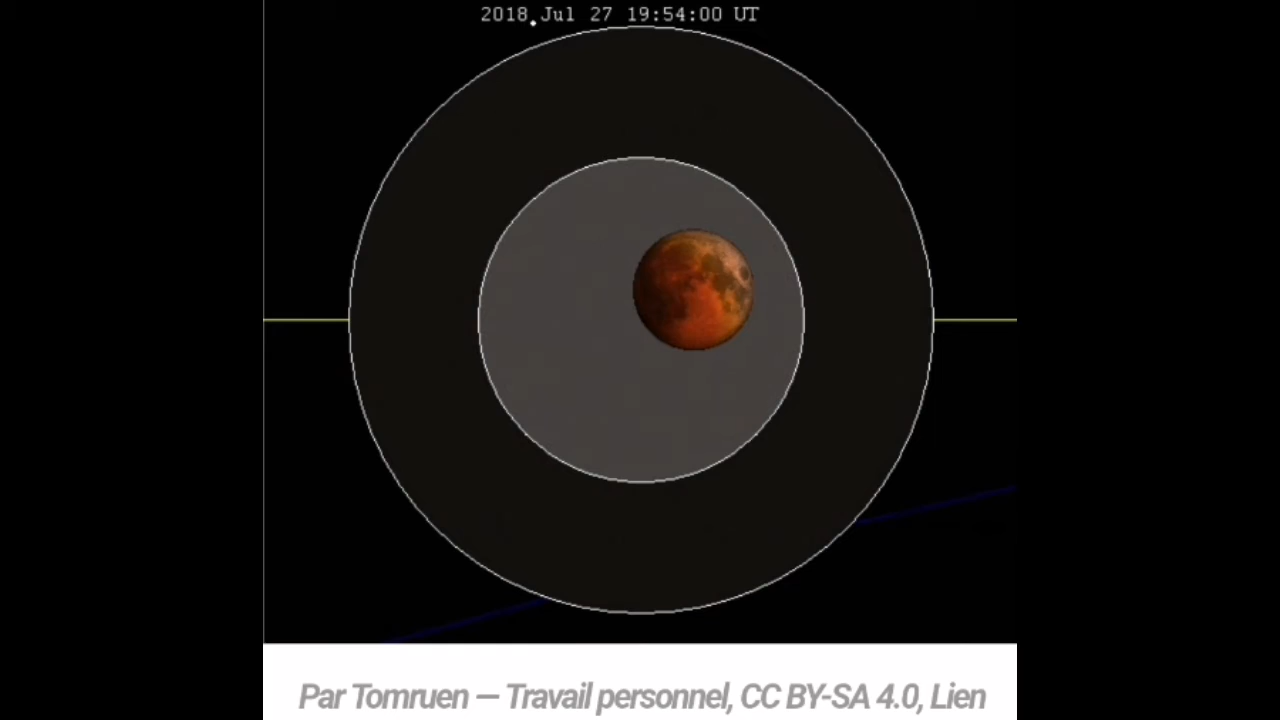 2018 Jul 27 19:54:00 UT
Par Tomruen — Travail personnel, CC BY-SA 4.0, Lien